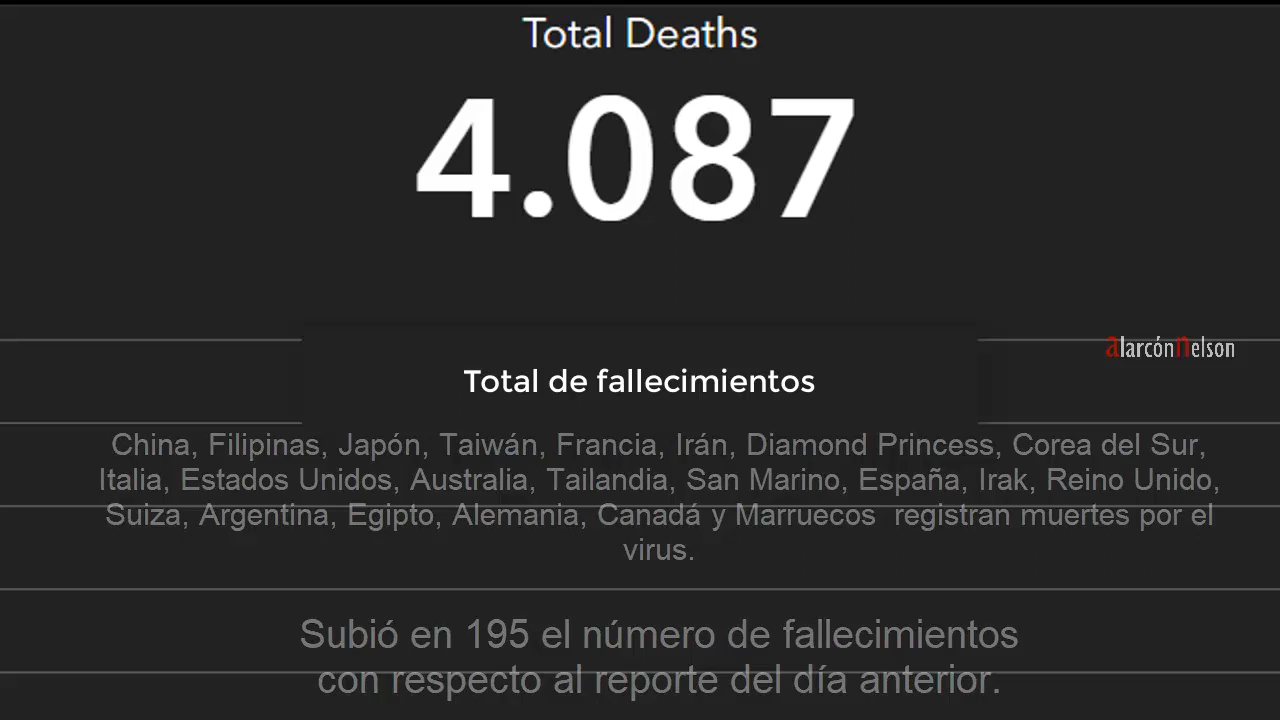 Total Deaths
4.087
alarcónnelson
Total de fallecimientos
China, Filipinas, Japón, Taiwán, Francia, Irán, Diamond Princess, Corea del Sur,
Italia, Estados Unidos, Australia, Tailandia, San Marino, España, Irak, Reino Unido,
Suiza, Argentina, Egipto, Alemania, Canadá y Marruecos  registran muertes por el
virus.
Subió en 195 el número de fallecimientos
con respecto al reporte del día anterior.